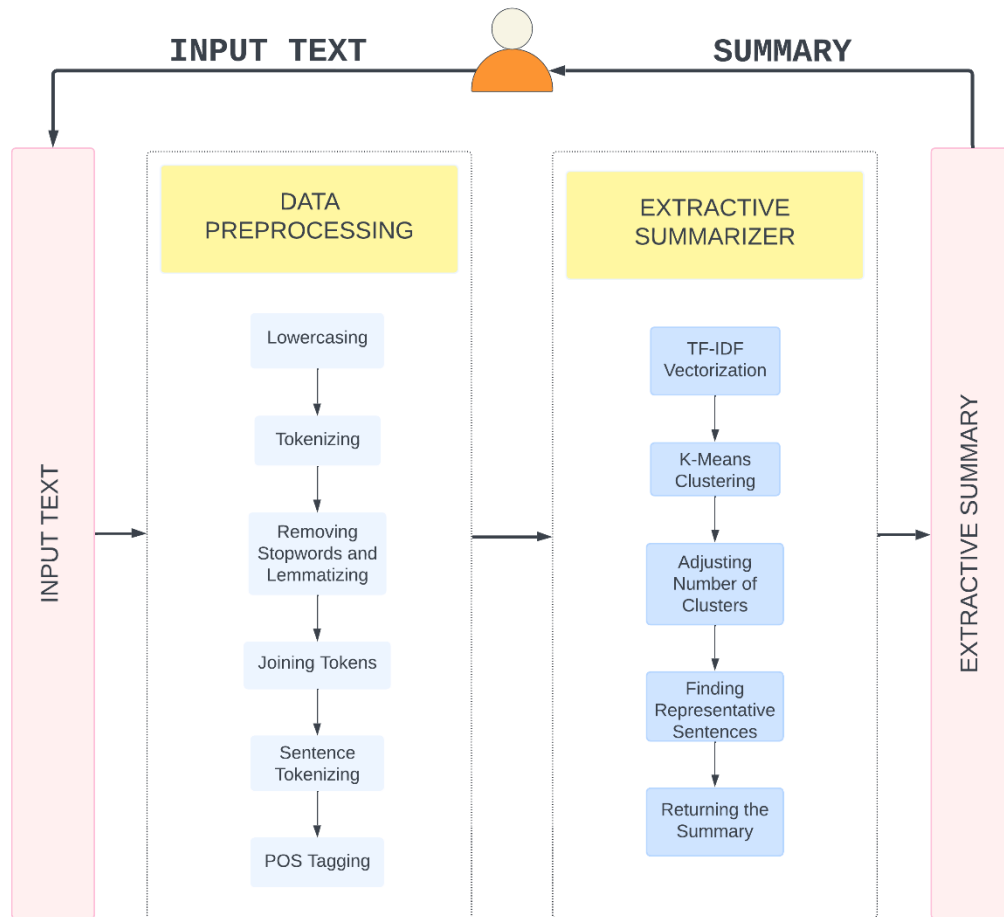 INPUT TEXT
SUMMARY
INPUT TEXT
DATA
PREPROCESSING
Lowercasing
Tokenizing
Removing
Stopwords and
Lemmatizing
Joining Tokens
Sentence
Tokenizing
POS Tagging
EXTRACTIVE
SUMMARIZER
TF-IDF
Vectorization
K-Means
Clustering
Adjusting
Number of
Clusters
Finding
Representative
Sentences
Returning the
Summary
EXTRACTIVE SUMMARY